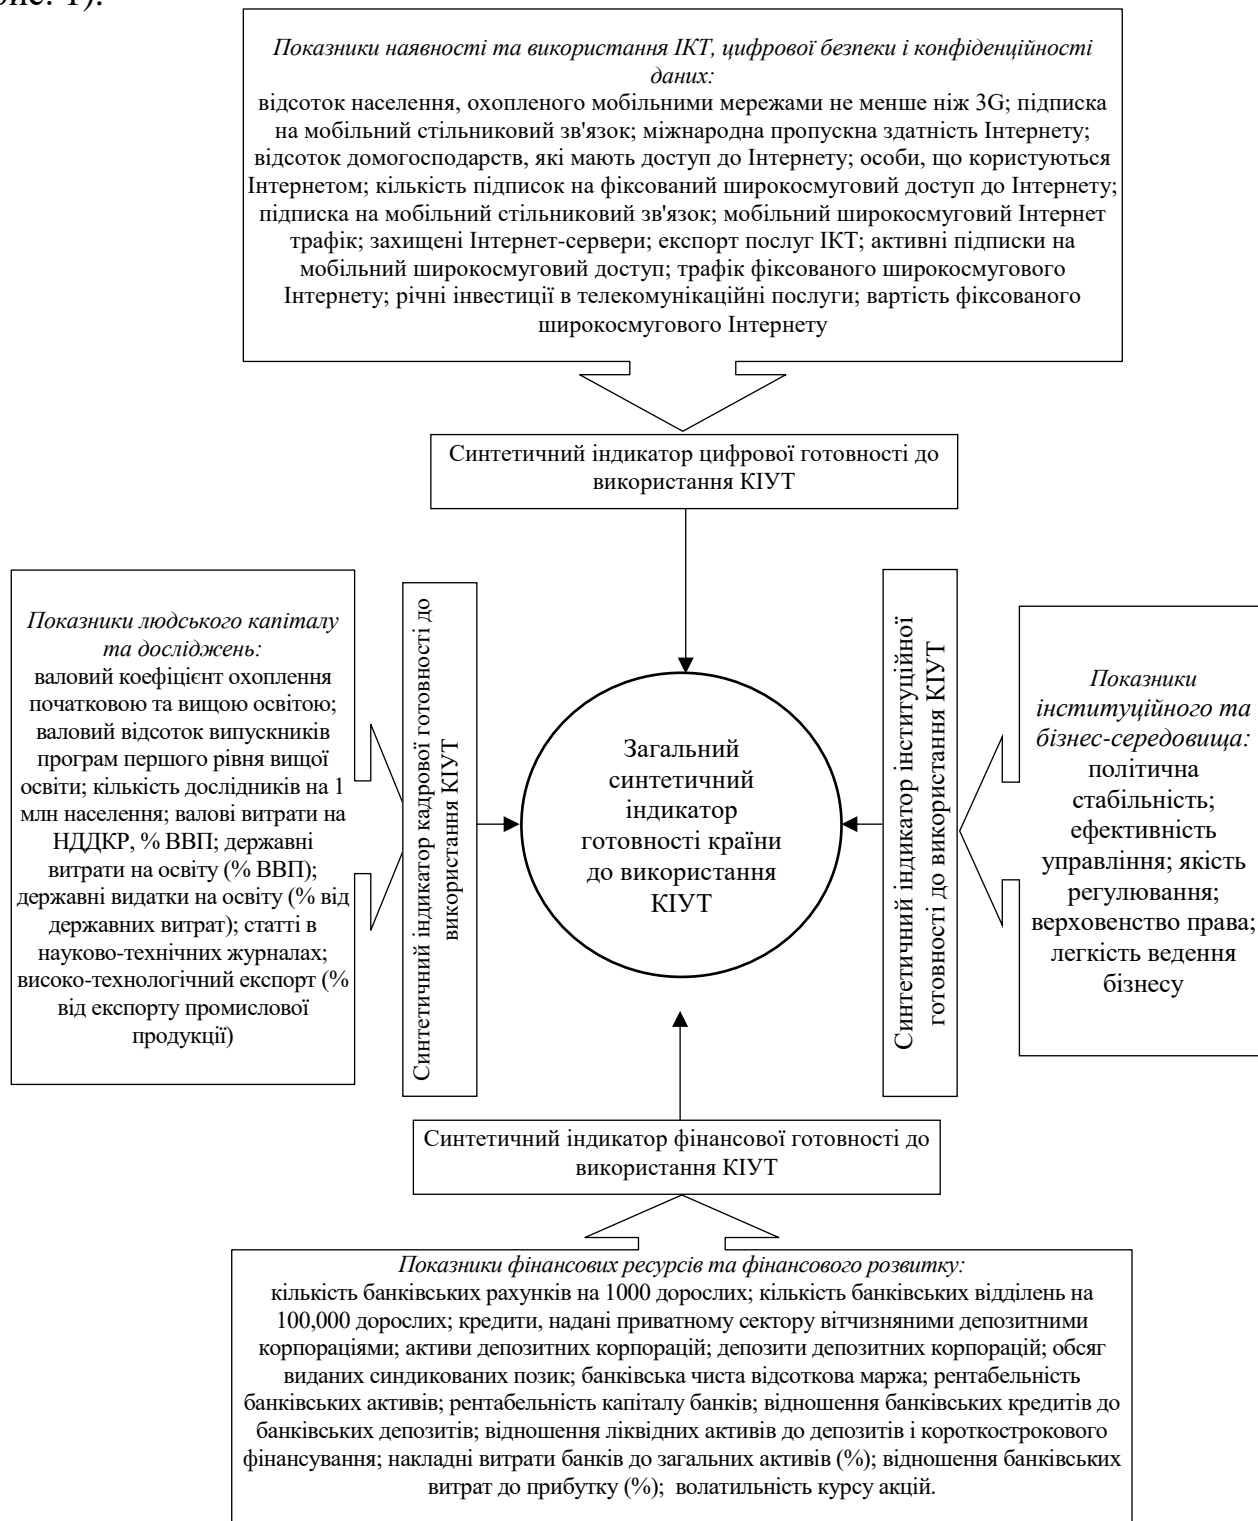 рис. 1).
Показники наявності та використання ІКТ, цифрової безпеки і конфіденційності
даних:
відсоток населення, охопленого мобільними мережами не менше ніж 3G; підписка
на мобільний стільниковий зв'язок; міжнародна пропускна здатність Інтернету;
відсоток домогосподарств, які мають доступ до Інтернету; особи, що користуються
Інтернетом; кількість підписок на фіксований широкосмуговий доступ до Інтернету;
підписка на мобільний стільниковий зв'язок; мобільний широкосмуговий Інтернет
трафік; захищені Інтернет-сервери; експорт послуг ІКТ; активні підписки на
мобільний широкосмуговий доступ; трафік фіксованого широкосмугового
Інтернету; річні інвестиції в телекомунікаційні послуги; вартість фіксованого
широкосмугового Інтернету
Синтетичний індикатор цифрової готовності до
використання КІУТ
Показники людського капіталу
та досліджень:
валовий коефіцієнт охоплення
початковою та вищою освітою;
валовий відсоток випускників
програм першого рівня вищої
освіти; кількість дослідників на 1
млн населення; валові витрати на
НДДКР, % ВВП; державні
витрати на освіту (% ВВП);
державні видатки на освіту (% від
державних витрат); статті в
науково-технічних журналах;
високо-технологічний експорт (%
від експорту промислової
продукції)
Синтетичний індикатор кадрової готовності до
використання КІУТ
Загальний
синтетичний
індикатор
готовності країни
до використання
КІУТ
Синтетичний індикатор інституційної
готовності до використання КІУТ
Показники
інституційного та
бізнес-середовища:
політична
стабільність;
ефективність
управління; якість
регулювання;
верховенство права;
легкість ведення
бізнесу
Синтетичний індикатор фінансової готовності до
використання КІУТ
Показники фінансових ресурсів та фінансового розвитку:
кількість банківських рахунків на 1000 дорослих; кількість банківських відділень на
100,000 дорослих; кредити, надані приватному сектору вітчизняними депозитними
корпораціями; активи депозитних корпорацій; депозити депозитних корпорацій; обсяг
виданих синдикованих позик; банківська чиста відсоткова маржа; рентабельність
банківських активів; рентабельність капіталу банків; відношення банківських кредитів до
банківських депозитів; відношення ліквідних активів до депозитів і короткострокового
фінансування; накладні витрати банків до загальних активів (%); відношення банківських
витрат до прибутку (%); волатильність курсу акцій.